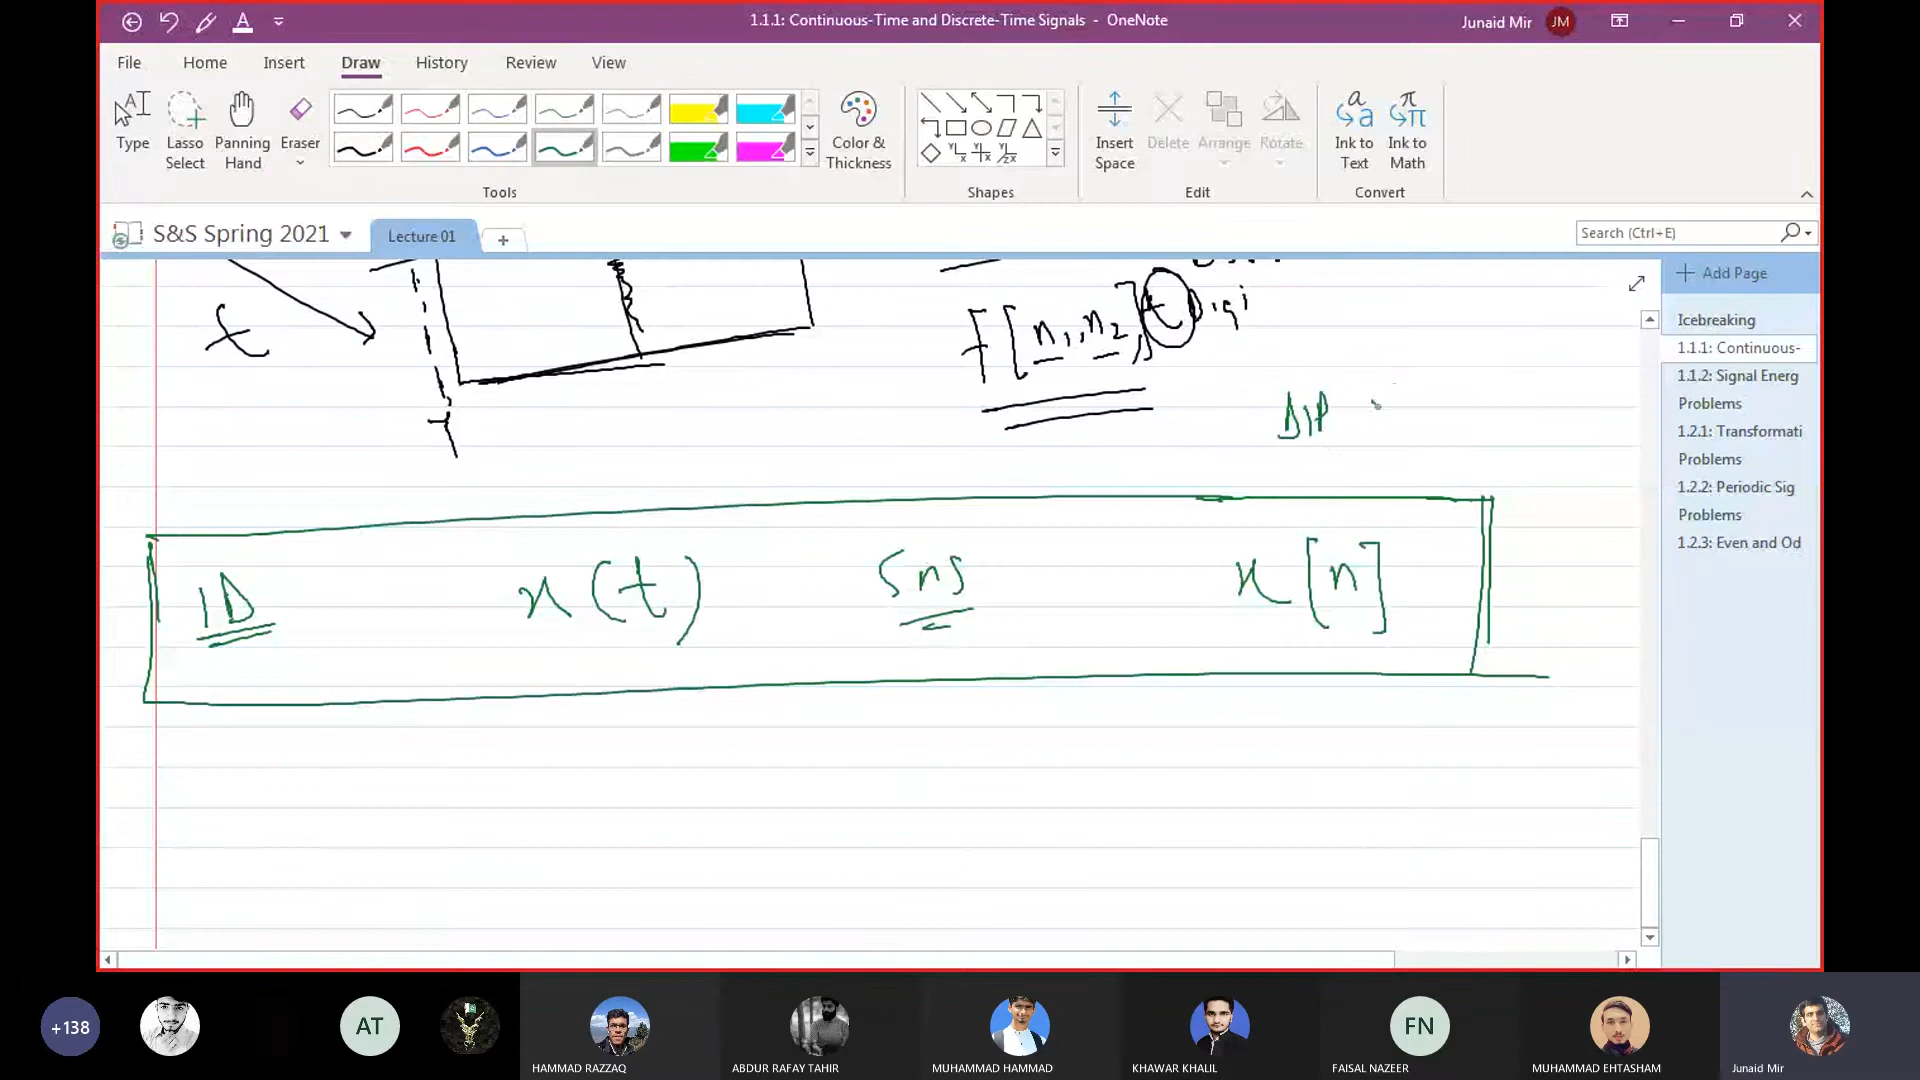 1.1.1: Continuous-Time and Discrete-Time Signals - OneNote
Junaid Mir JM
File Home Insert Draw History Review View
Type
Lasso Select
Panning Hand
Eraser
Color & Thickness
Insert Space
Delete
Arrange
Rotate
Ink to Text
Ink to Math
Tools
Shapes
Edit
Convert
S&S Spring 2021
Lecture 01
Search (Ctrl+E)
Add Page
Icebreaking
1.1.1: Continuous-
1.1.2: Signal Energ
Problems
1.2.1: Transformati
Problems
1.2.2: Periodic Sig
Problems
1.2.3: Even and Od
t
f[n1,n2,t]
Digi
DIP
1D x(t) SnS x[n]
+138
AT
FN
HAMMAD RAZZAQ
ABDUR RAFAY TAHIR
MUHAMMAD HAMMAD
KHAWAR KHALIL
FAISAL NAZEER
MUHAMMAD EHTASHAM
Junaid Mir